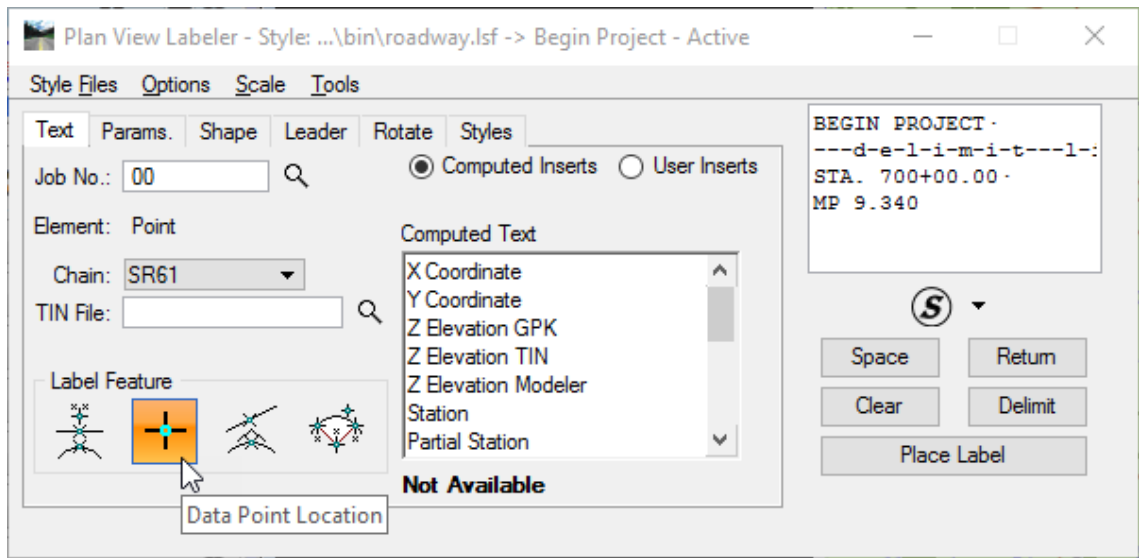 Plan View Labeler - Style: ...\bin\roadway.lsf -> Begin Project - Active
Style Files Options Scale Tools
Text Params. Shape Leader Rotate Styles
Job No.: 00
Computed Inserts User Inserts
Element: Point
Chain: SR61
TIN File:
Label Feature
Data Point Location
Computed Text
X Coordinate
Y Coordinate
Z Elevation GPK
Z Elevation TIN
Z Elevation Modeler
Station
Partial Station
Not Available
BEGIN PROJECT·
---d-e-l-i-m-i-t---l-i
STA. 700+00.00·
MP 9.340
S
Space Return
Clear Delimit
Place Label